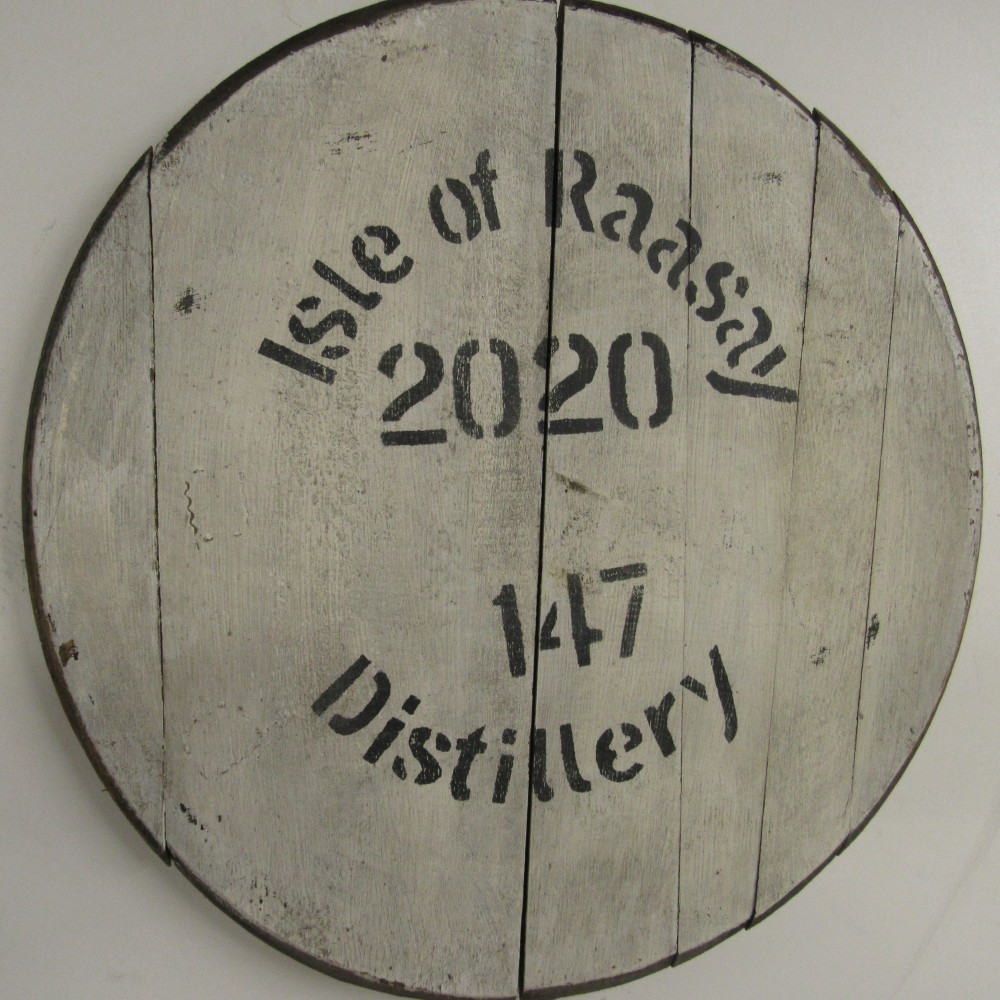 Isle of Raasay
2020
147
Distillery